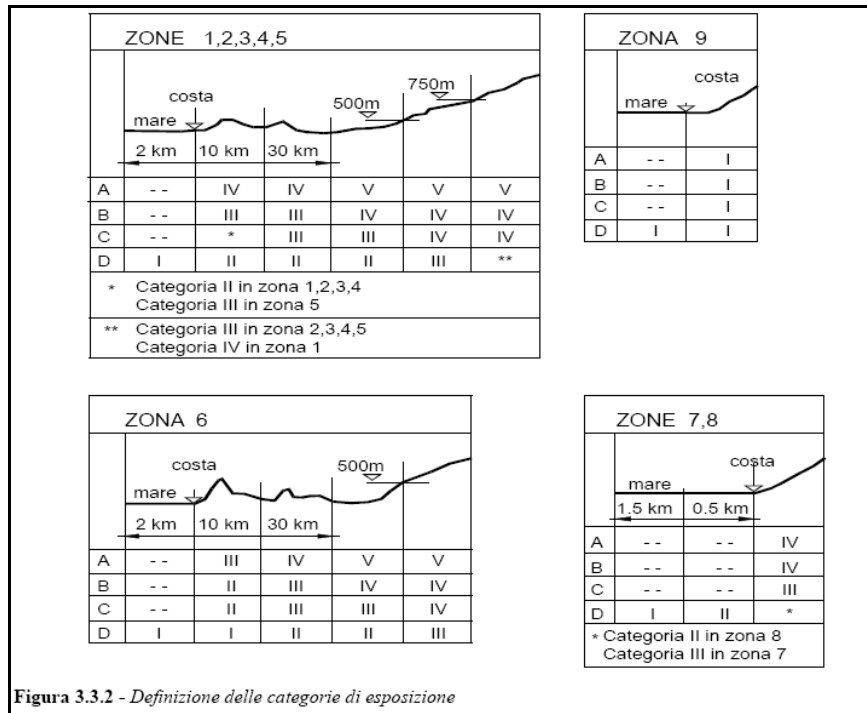 ZONE 1,2,3,4,5
costa
mare
500m
750m
2 km 10 km 30 km
A -- IV IV V V V
B -- III III IV IV IV
C -- * III III IV IV
D I II II II III **
* Categoria II in zona 1,2,3,4
Categoria III in zona 5
** Categoria III in zona 2,3,4,5
Categoria IV in zona 1
ZONA 9
costa
mare
A -- I
B -- I
C -- I
D I I
ZONA 6
costa
mare
500m
2 km 10 km 30 km
A -- III IV V V
B -- II III IV IV
C -- II III III IV
D I I II II III
ZONE 7,8
costa
mare
1.5 km 0.5 km
A -- -- IV
B -- -- IV
C -- -- III
D I II *
* Categoria II in zona 8
Categoria III in zona 7
Figura 3.3.2 - Definizione delle categorie di esposizione